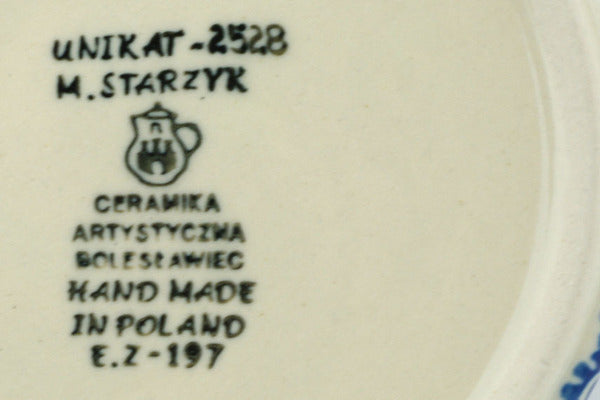 UNIKAT - 2528
M. STARZYK
CERAMIKA
ARTYSTYCZNA
BOLESŁAWIEC
HAND MADE
IN POLAND
E.Z - 197